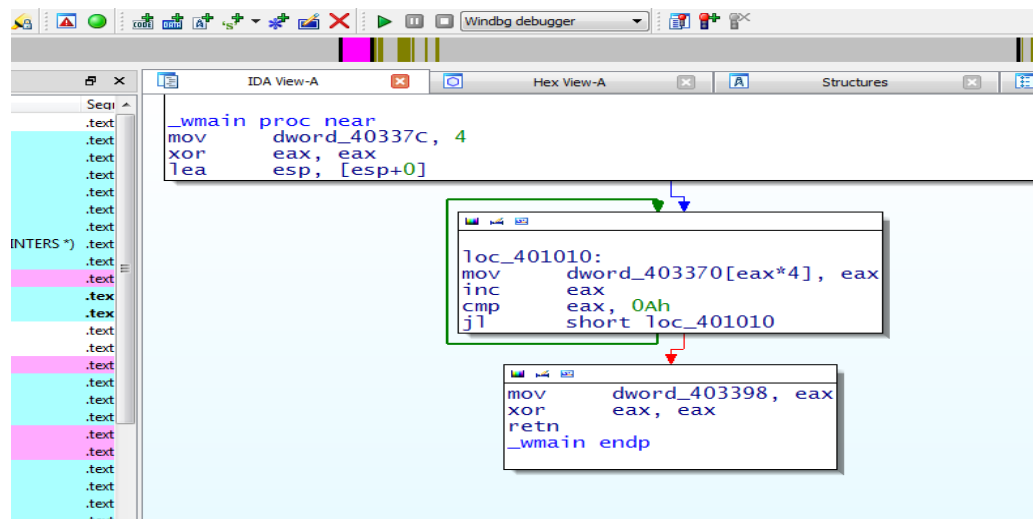 Windbg debugger
IDA View-A
Hex View-A
Structures
Segi
.text
.text
.text
.text
.text
.text
.text
INTERS *) .text
.text
.text
.tex
.tex
.text
.text
.text
.text
.text
.text
.text
.text
.text
.text
.text
_wmain proc near
mov dword_40337C, 4
xor eax, eax
lea esp, [esp+0]
loc_401010:
mov dword_403370[eax*4], eax
inc eax
cmp eax, 0Ah
jl short loc_401010
mov dword_403398, eax
xor eax, eax
retn
_wmain endp